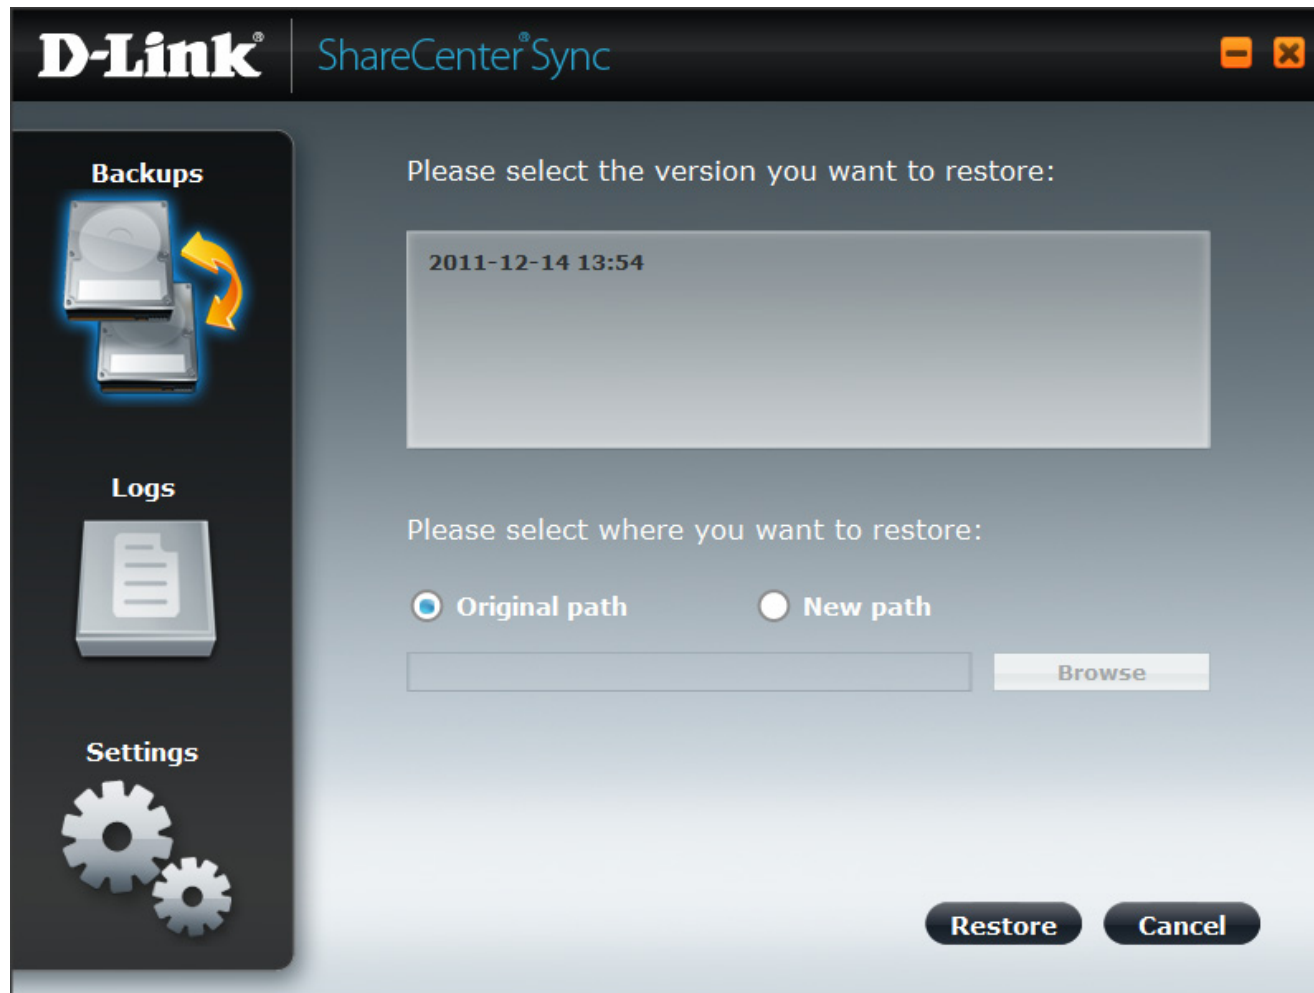 D-Link® ShareCenter® Sync
Backups
Logs
Settings
Please select the version you want to restore:
2011-12-14 13:54
Please select where you want to restore:
Original path New path
Browse
Restore Cancel